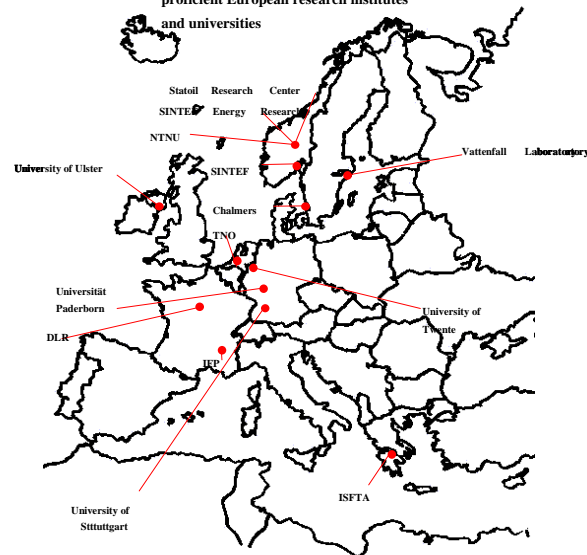 proficient European research institutes
and universities
Statoil Research Center
SINTEF Energy Research
NTNU
SINTEF
Vattenfall Laboratory
University of Ulster
Chalmers
TNO
Universität
Paderborn
University of
Twente
DLR
IFP
ISFTA
University of
Stttuttgart